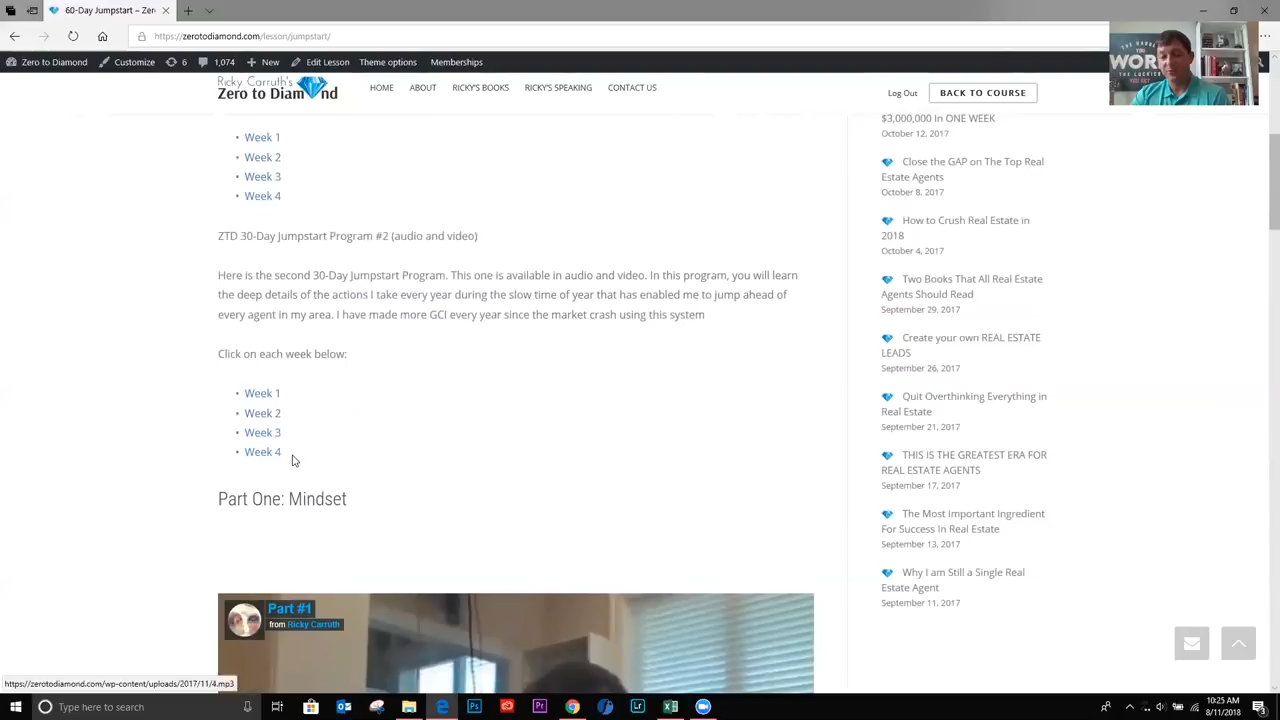 60-Day Jumpstart – Zer
https://zerotodiamond.com/lesson/jumpstart/
Zero to Diamond
Customize
6
1,074
New
Edit Lesson
Theme options
Memberships
Ricky Carruth's
Zero to Diamond
HOME
ABOUT
RICKY'S BOOKS
RICKY'S SPEAKING
CONTACT US
Log Out
BACK TO COURSE
THE HARDER
YOU
WORK
THE LUCKIER
YOU GET
Week 1
Week 2
Week 3
Week 4
ZTD 30-Day Jumpstart Program #2 (audio and video)
Here is the second 30-Day Jumpstart Program. This one is available in audio and video. In this program, you will learn
the deep details of the actions I take every year during the slow time of year that has enabled me to jump ahead of
every agent in my area. I have made more GCI every year since the market crash using this system
Click on each week below:
Week 1
Week 2
Week 3
Week 4
Part One: Mindset
Part #1
from Ricky Carruth
$3,000,000 In ONE WEEK
October 12, 2017
Close the GAP on The Top Real
Estate Agents
October 8, 2017
How to Crush Real Estate in
2018
October 4, 2017
Two Books That All Real Estate
Agents Should Read
September 29, 2017
Create your own REAL ESTATE
LEADS
September 26, 2017
Quit Overthinking Everything in
Real Estate
September 21, 2017
THIS IS THE GREATEST ERA FOR
REAL ESTATE AGENTS
September 17, 2017
The Most Important Ingredient
For Success In Real Estate
September 13, 2017
Why I am Still a Single Real
Estate Agent
September 11, 2017
https://zerotodiamond.com/wp-content/uploads/2017/11/4.mp3
Type here to search
10:25 AM
8/11/2018